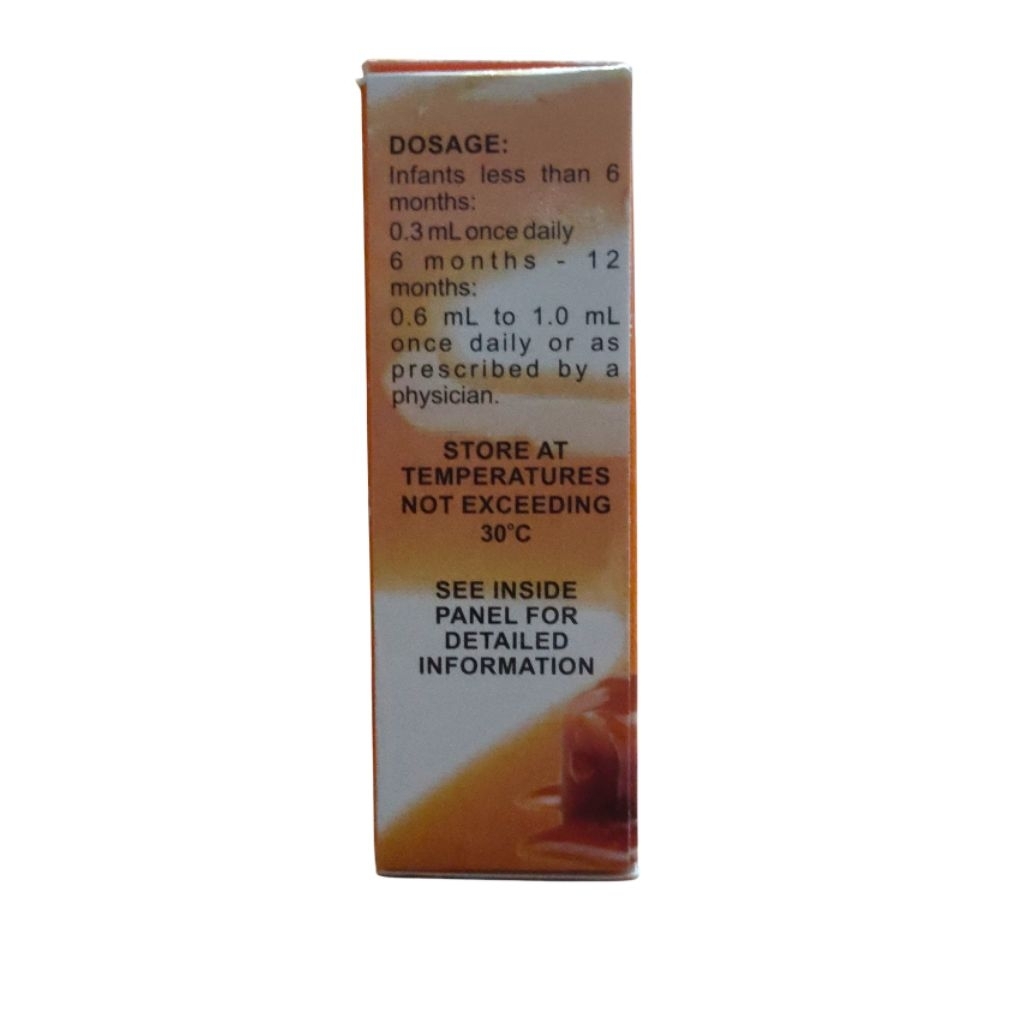 DOSAGE:
Infants less than 6
months:
0.3 mL once daily
6 months - 12
months:
0.6 mL to 1.0 mL
once daily or as
prescribed by a
physician.
STORE AT
TEMPERATURES
NOT EXCEEDING
30°C
SEE INSIDE
PANEL FOR
DETAILED
INFORMATION